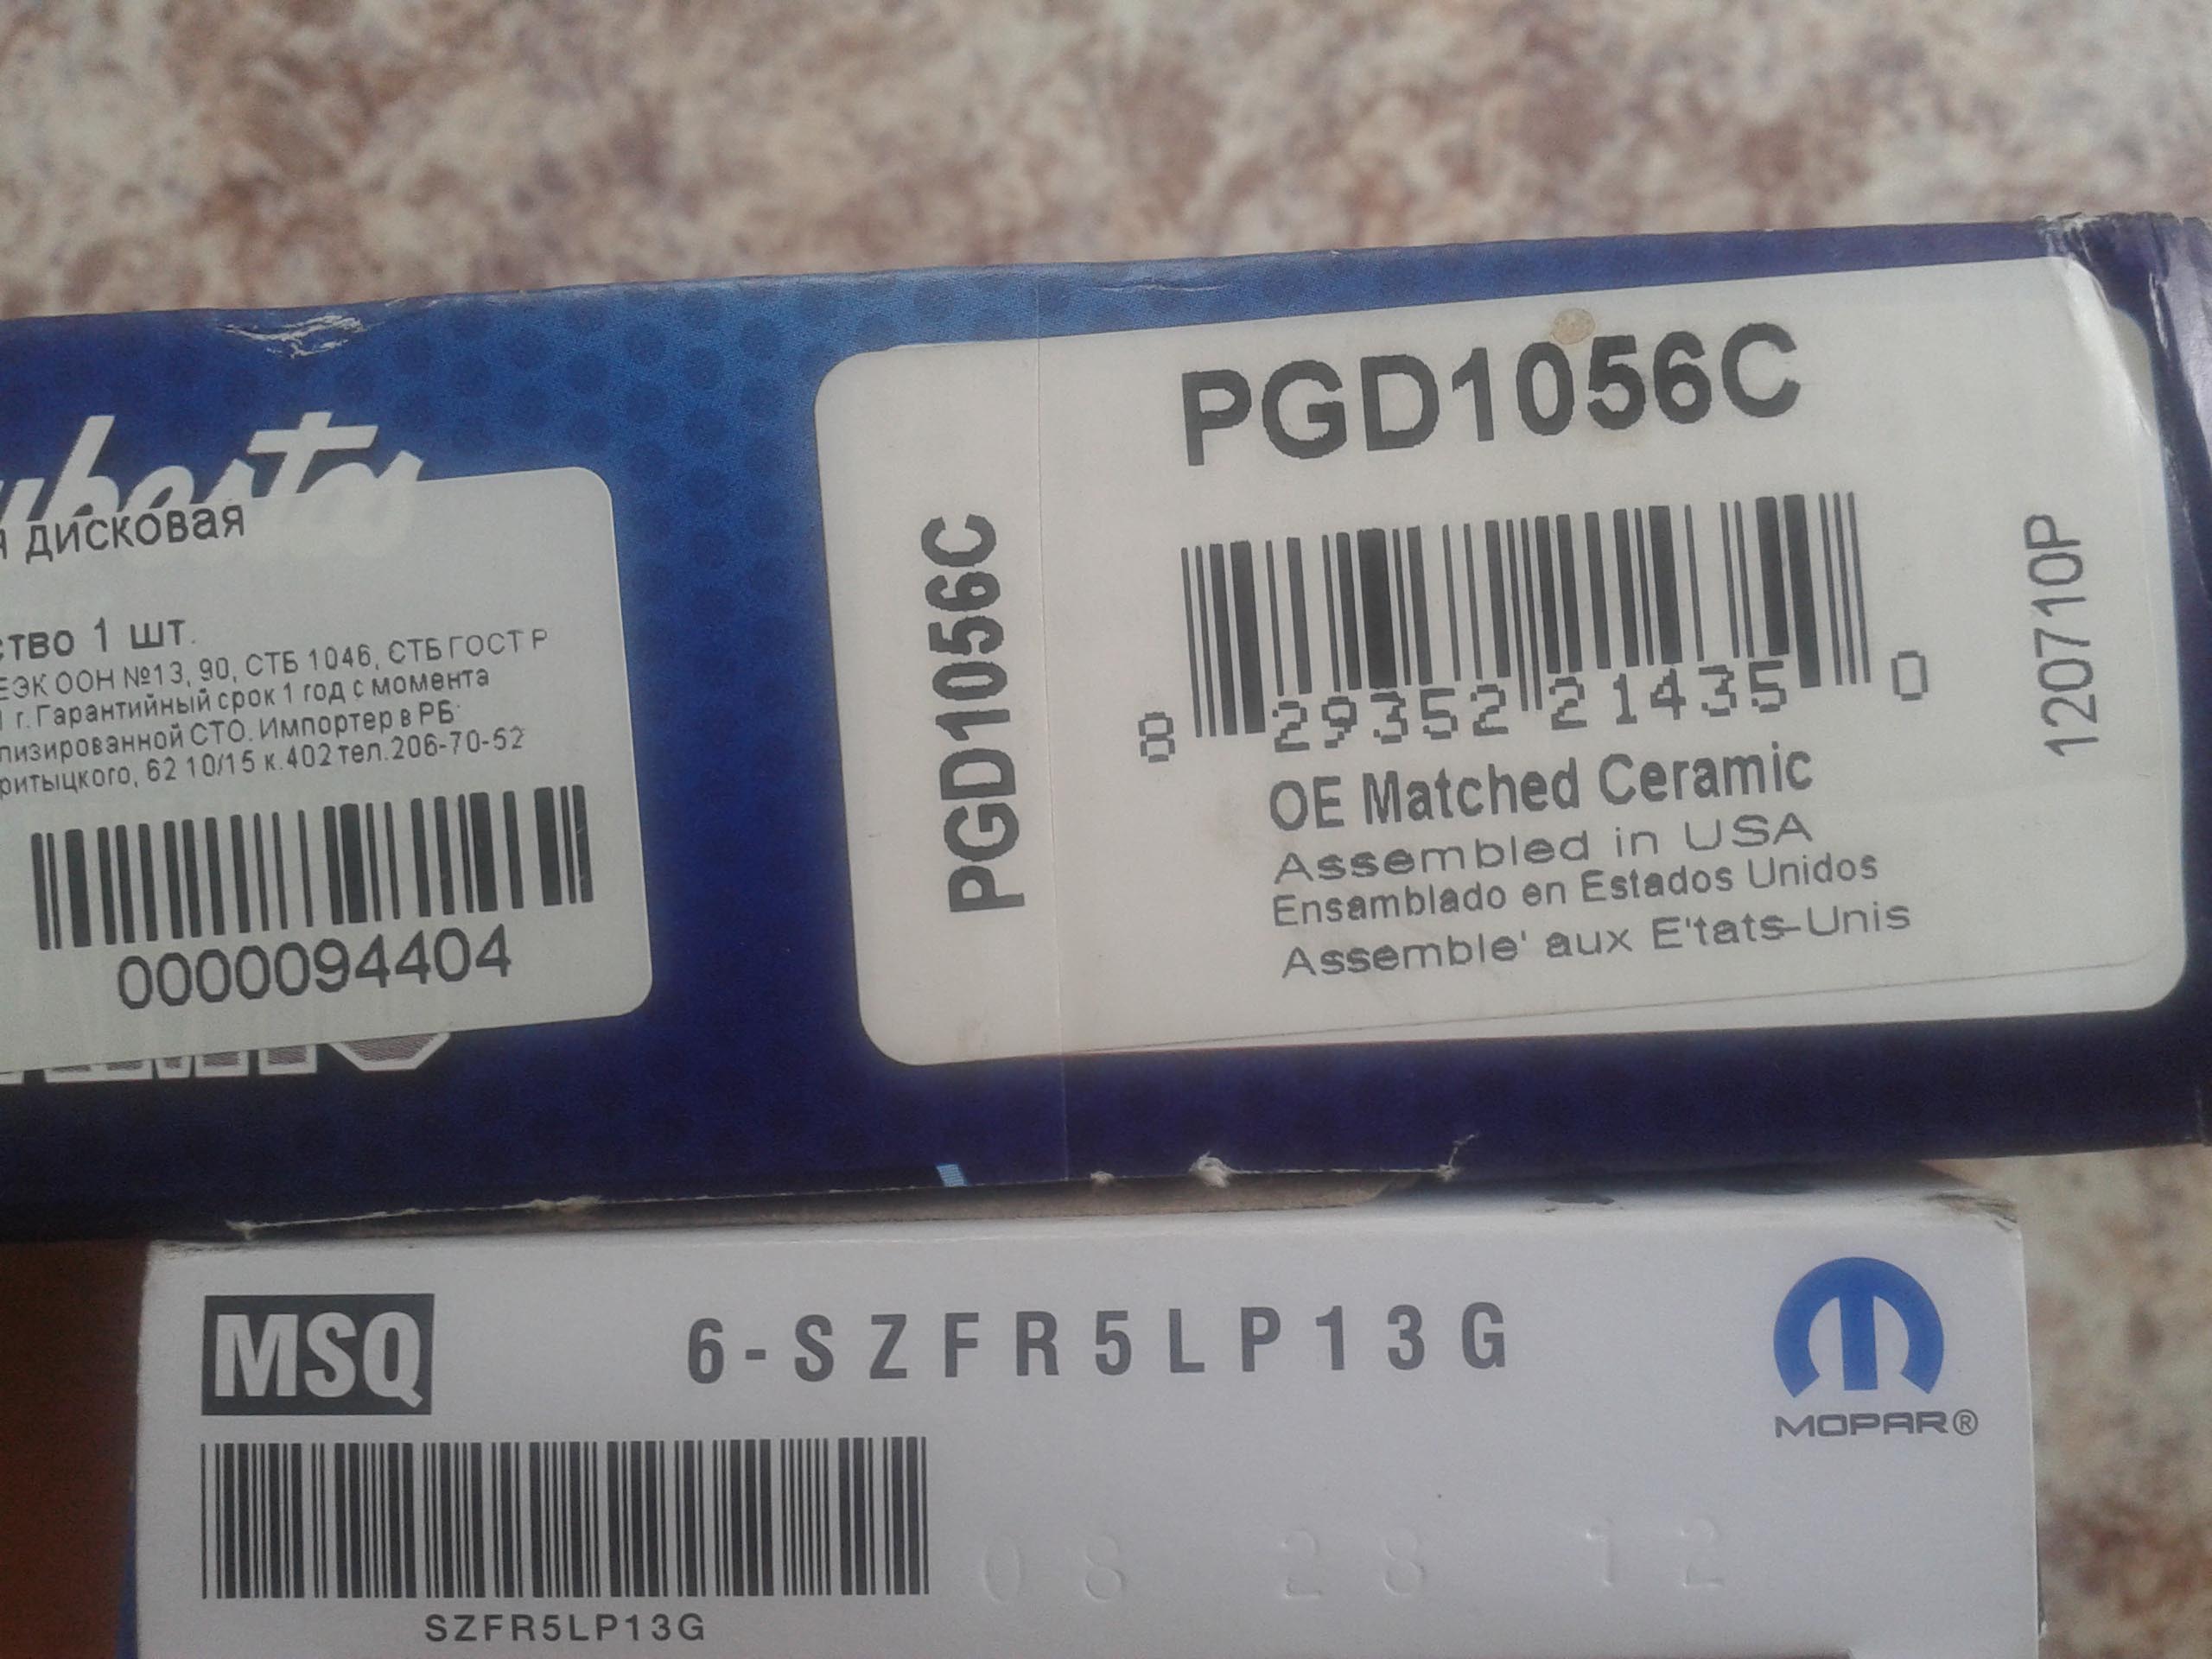 дисковая
1 шт.
ЕЭК ООН №13, 90, СТБ 1046, СТБ ГОСТ Р
г. Гарантийный срок 1 год с момента
СТО. Импортер в РБ
62 10/15 к.402 тел.206-70-52
0000094404
PGD1056C
PGD1056C
8 29352 21435 0
OE Matched Ceramic
Assembled in USA
Ensamblado en Estados Unidos
Assemble' aux E'tats-Unis
120710P
MSQ
6-SZFR5LP13G
MOPAR®
SZFR5LP13G
08 28 12